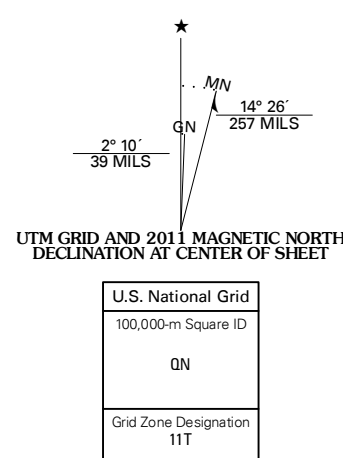 ★
MN
GN
14° 26´
257 MILS
2° 10´
39 MILS
UTM GRID AND 2011 MAGNETIC NORTH
DECLINATION AT CENTER OF SHEET
U.S. National Grid
100,000-m Square ID
QN
Grid Zone Designation
11T